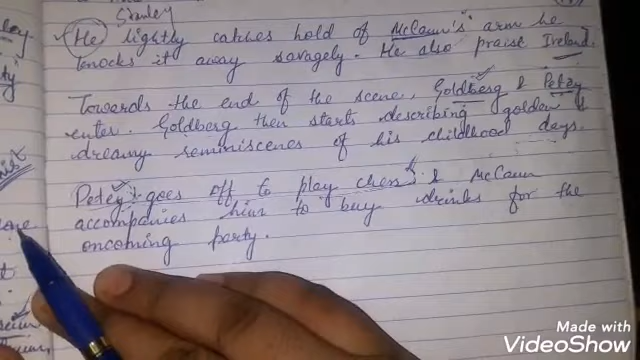 Stanley
He lightly catches hold of McCann's arm he
knocks it away savagely. He also praise Ireland.
Towards the end of the scene, Goldberg & Petey
enter. Goldberg then starts describing golden &
dreamy reminiscenes of his childhood days.
Petey goes off to play chess & McCann
accompanies him to buy drinks for the
oncoming party.
Made with
VideoShow